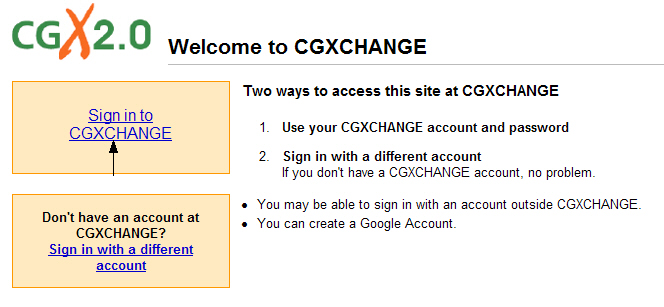 CGX2.0
Welcome to CGXCHANGE
Sign in to
CGXCHANGE
Don't have an account at
CGXCHANGE?
Sign in with a different
account
Two ways to access this site at CGXCHANGE
1. Use your CGXCHANGE account and password
2. Sign in with a different account
If you don't have a CGXCHANGE account, no problem.
• You may be able to sign in with an account outside CGXCHANGE.
• You can create a Google Account.